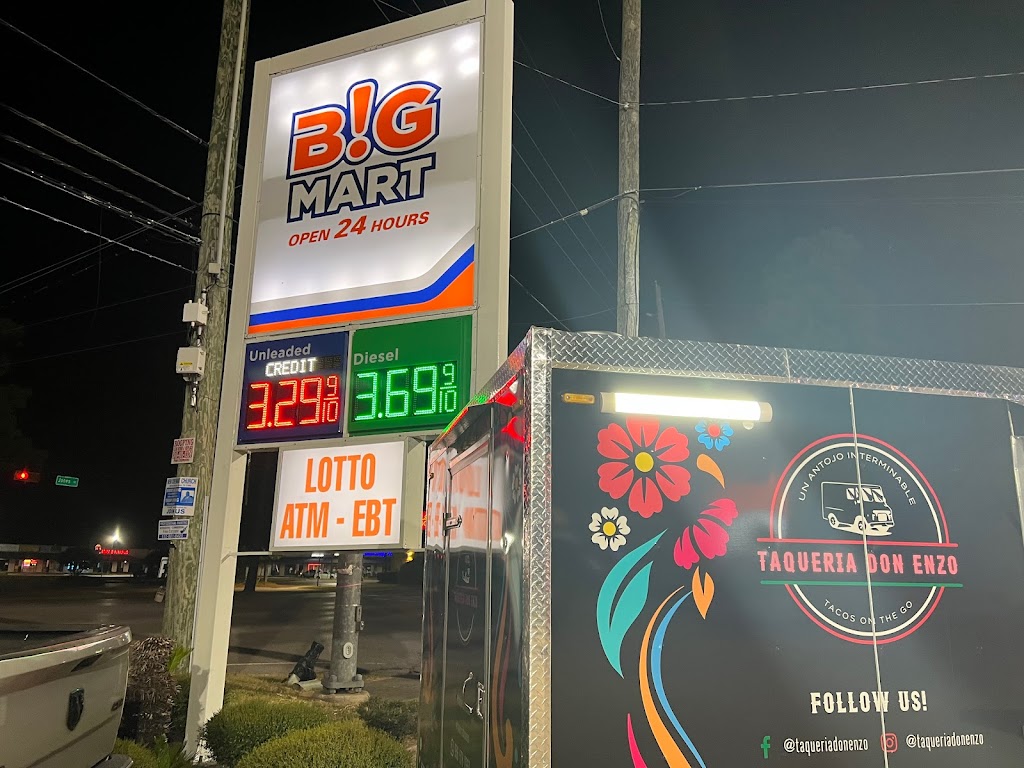 B!G
MART
OPEN 24 HOURS
Unleaded
CREDIT
3.29 9/10
Diesel
3.69 9/10
LOTTO
ATM - EBT
UN ANTOJO INTERMINABLE
TAQUERIA DON ENZO
TACOS ON THE GO
FOLLOW US!
@taqueriadonenzo
@taqueriadonenzo